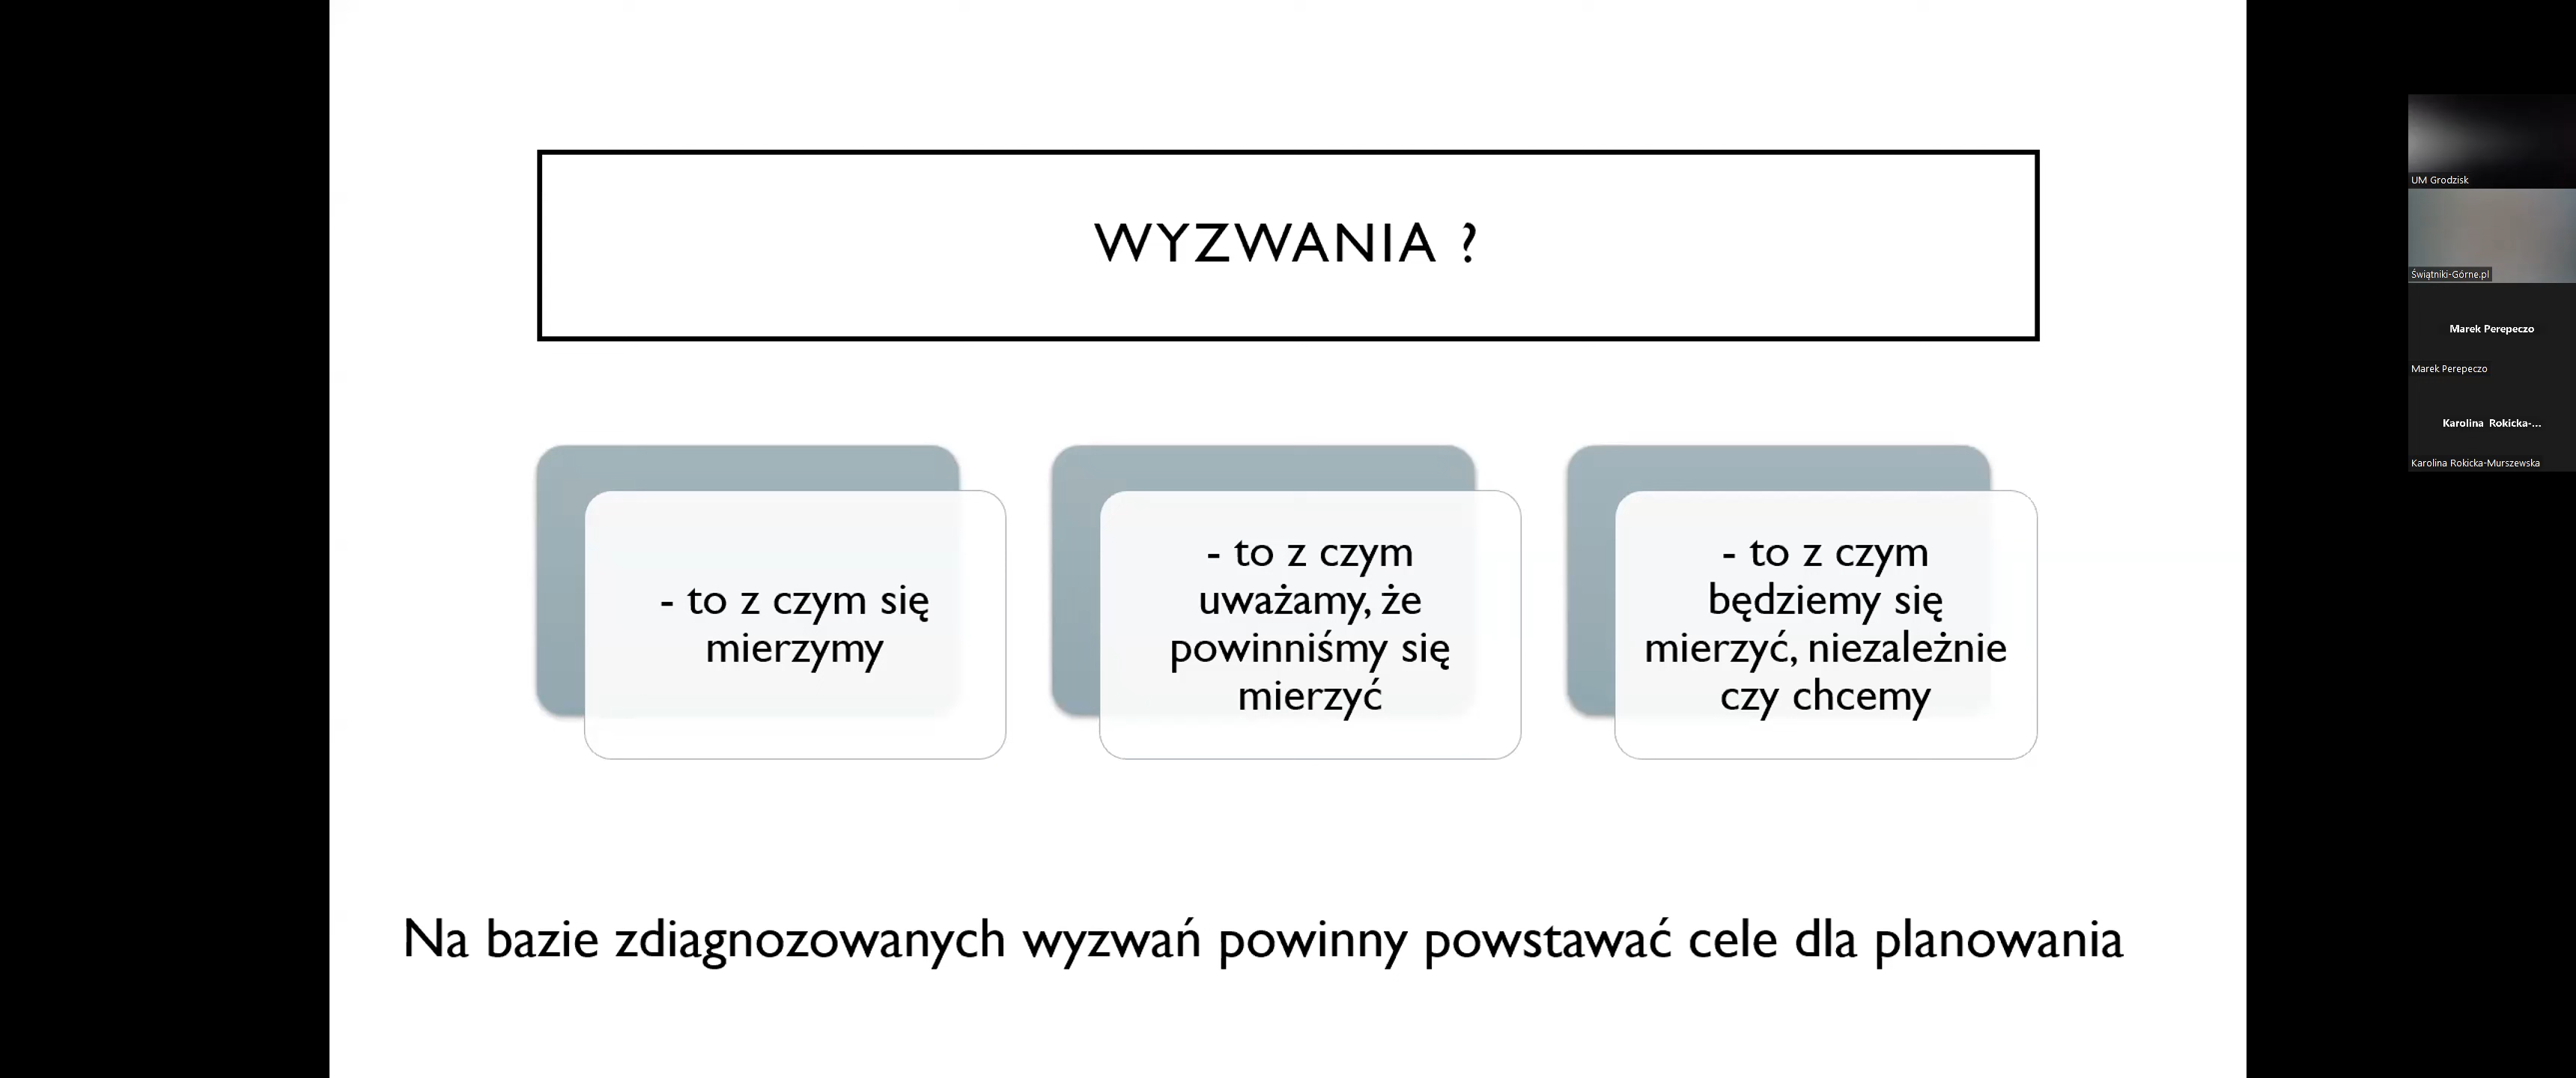 WYZWANIA ?
- to z czym się
mierzymy
- to z czym
uważamy, że
powinniśmy się
mierzyć
- to z czym
będziemy się
mierzyć, niezależnie
czy chcemy
Na bazie zdiagnozowanych wyzwań powinny powstawać cele dla planowania
UM Grodzisk
Świątniki-Górne.pl
Marek Perepeczo
Marek Perepeczo
Karolina Rokicka-...
Karolina Rokicka-Murszewska